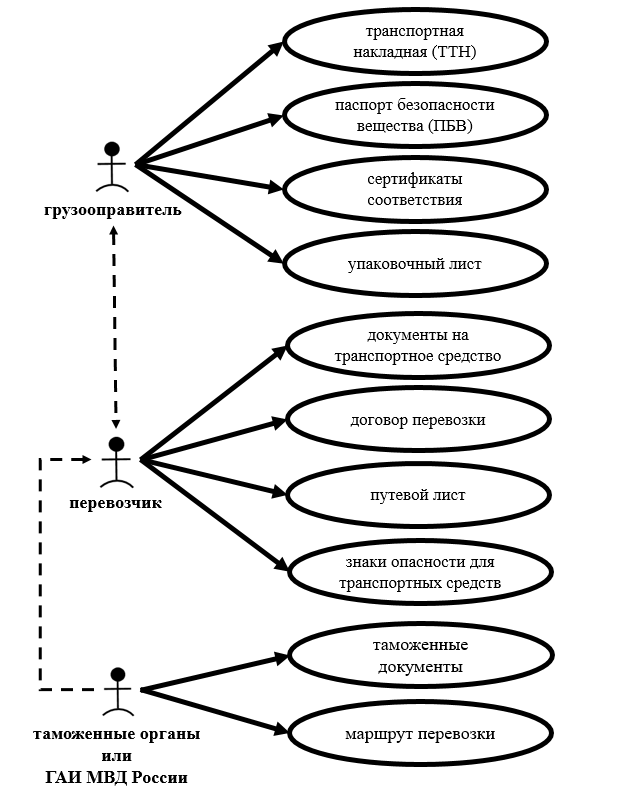 транспортная
накладная (ТТН)
паспорт безопасности
вещества (ПБВ)
сертификаты
соответствия
грузооправитель
упаковочный лист
документы на
транспортное средство
договор перевозки
перевозчик
путевой лист
знаки опасности для
транспортных средств
таможенные
документы
таможенные органы
или
ГАИ МВД России
маршрут перевозки